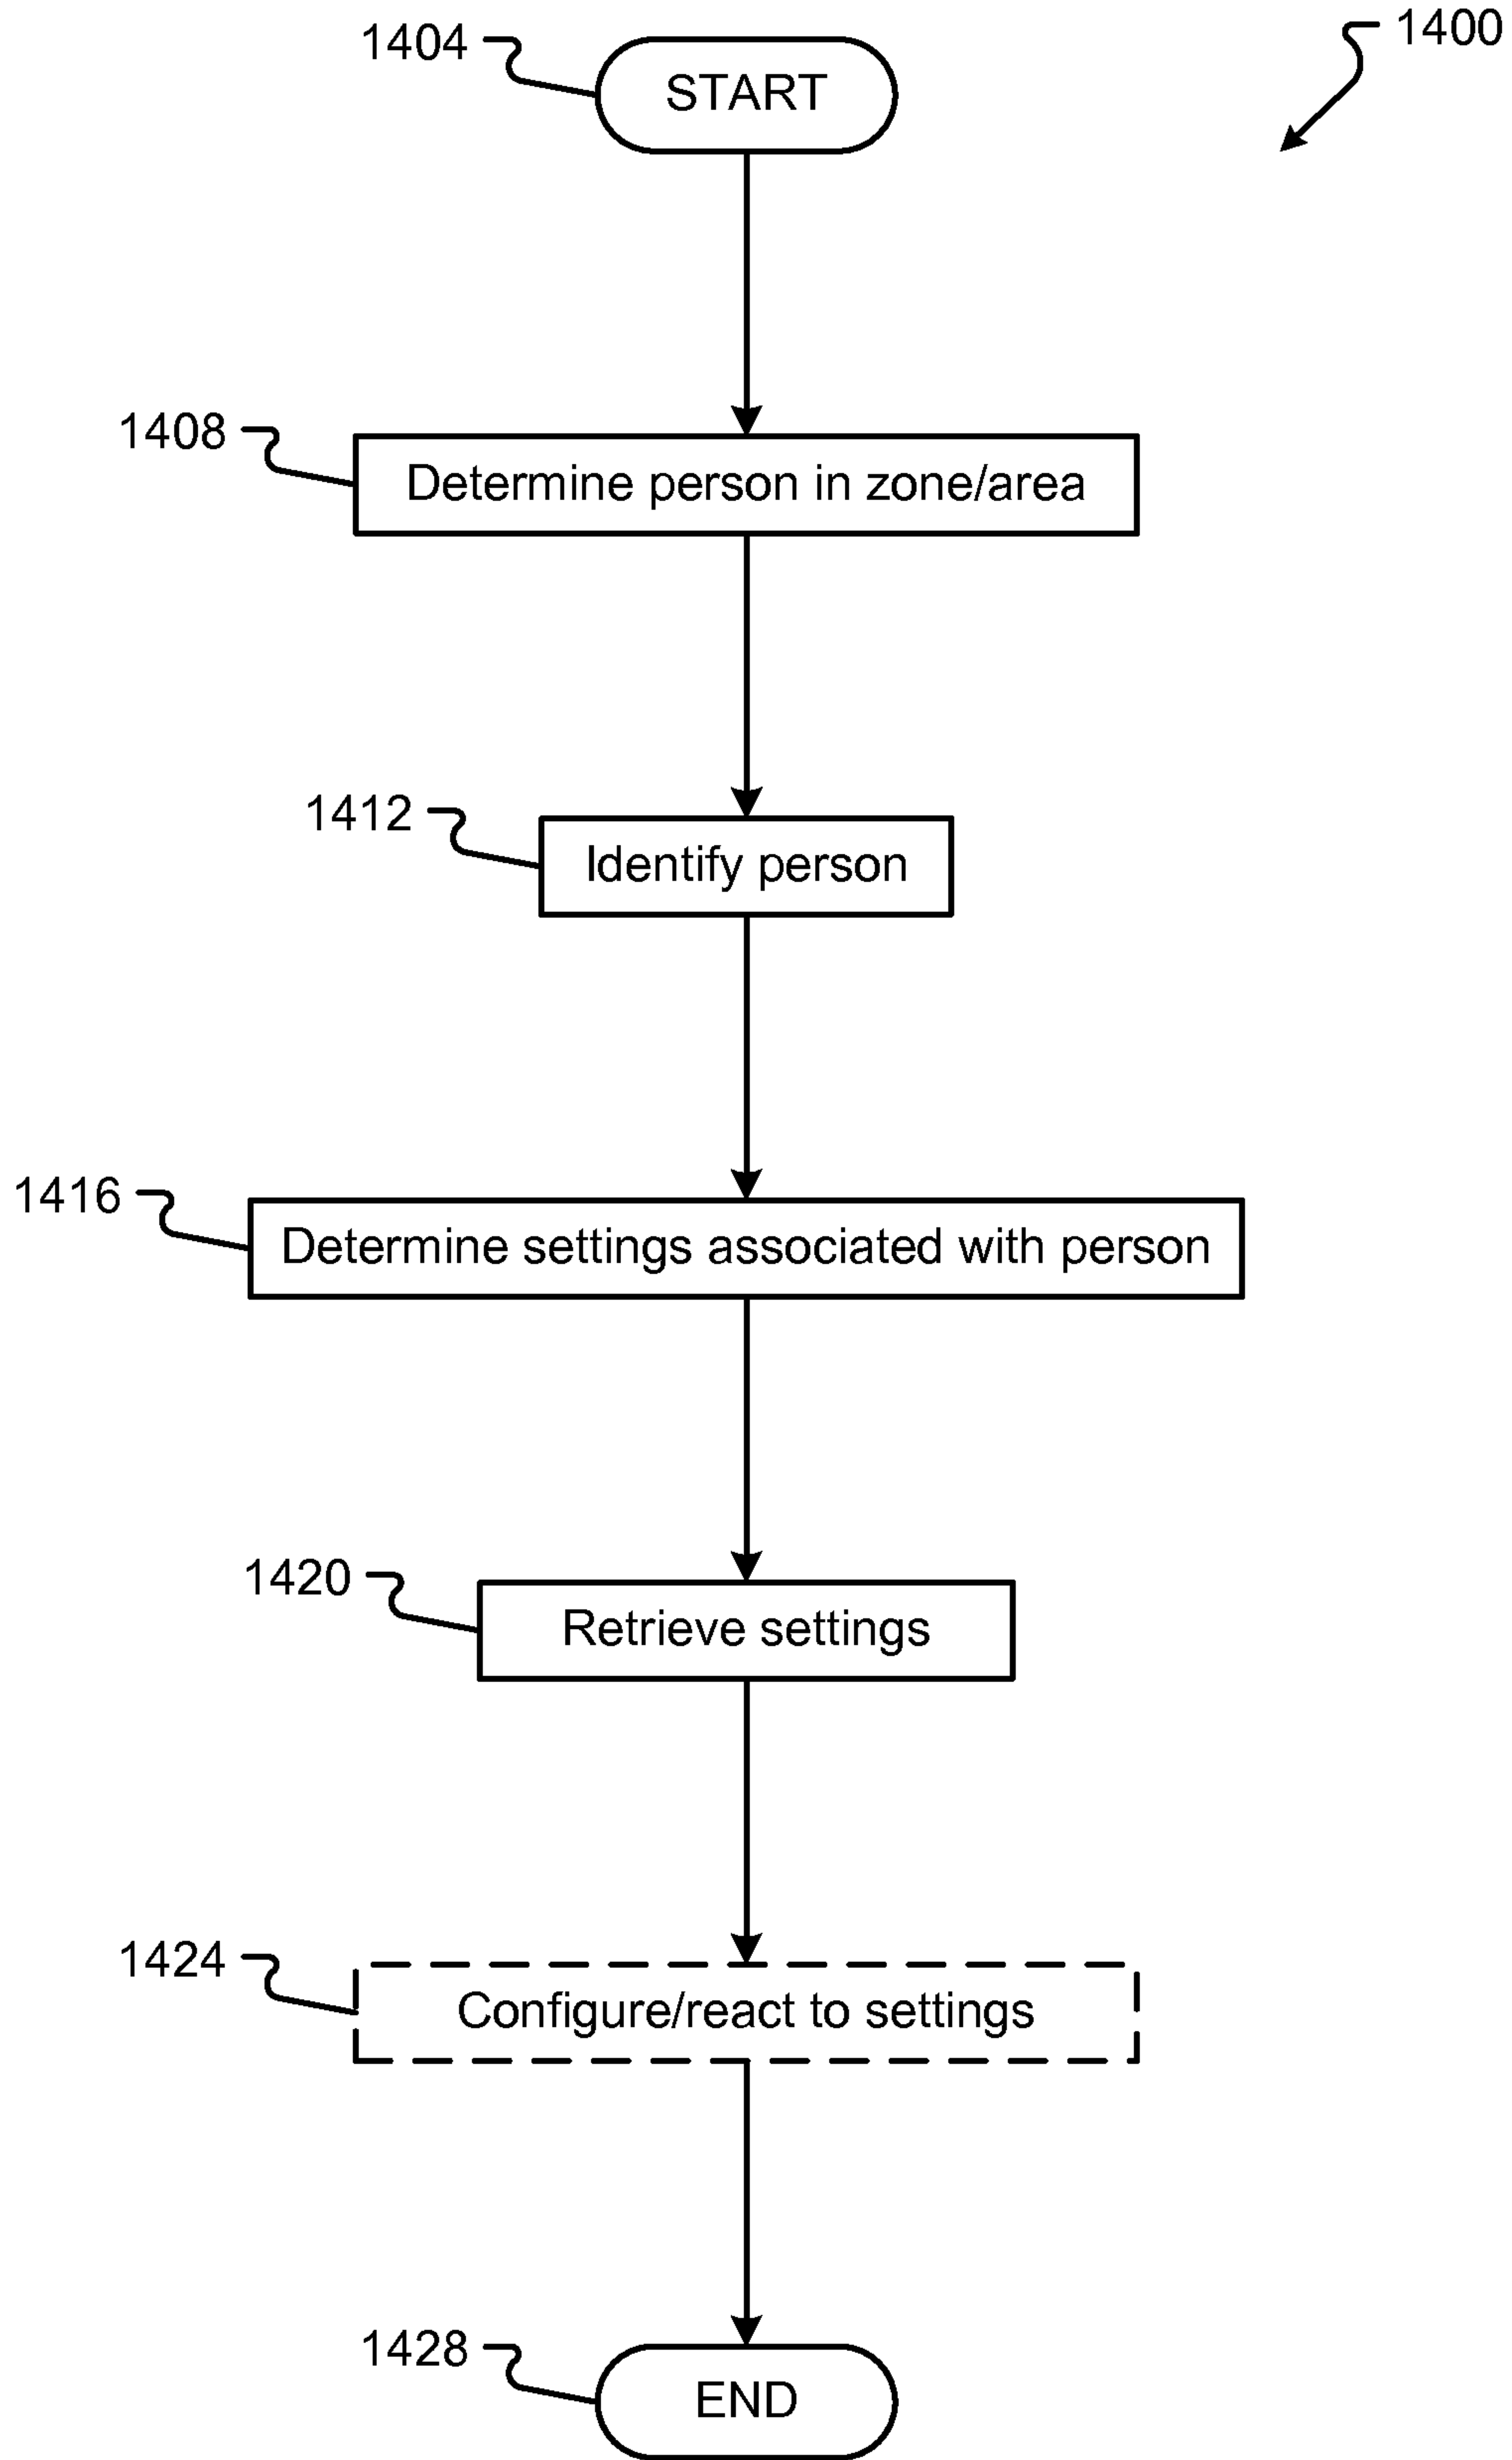 1400
1404
START
1408
Determine person in zone/area
1412
Identify person
1416
Determine settings associated with person
1420
Retrieve settings
1424
Configure/react to settings
1428
END